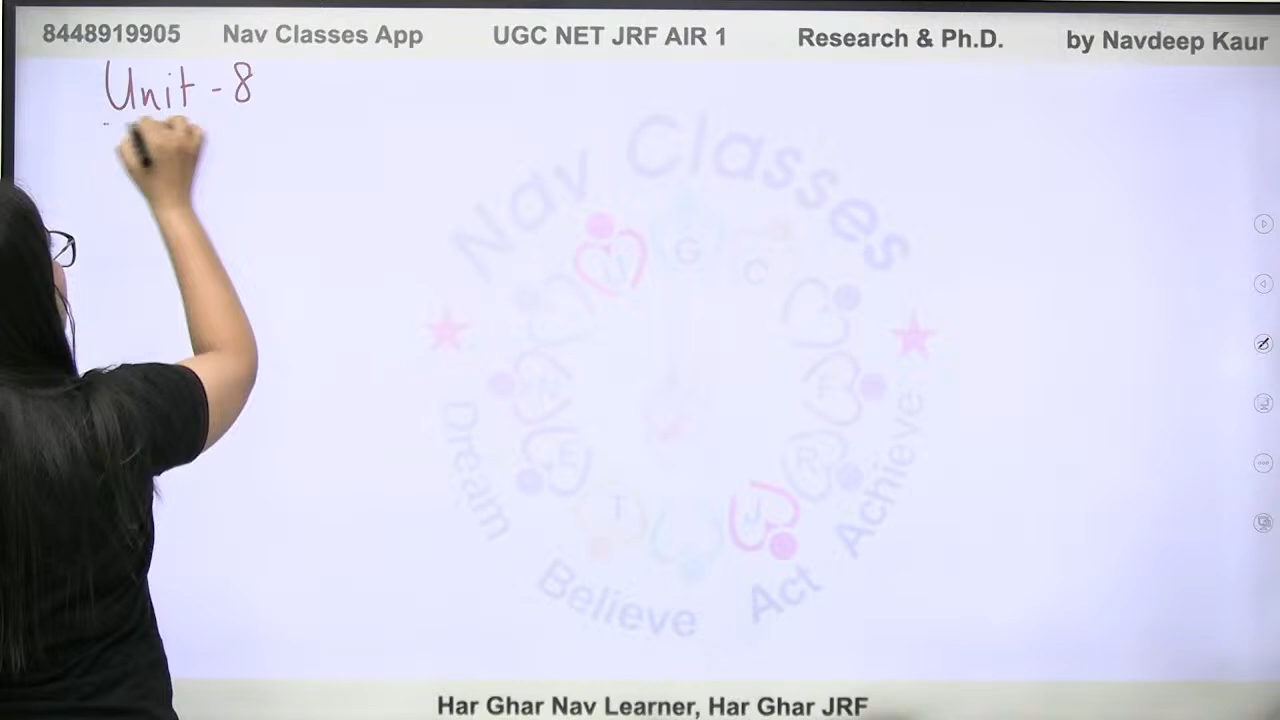 8448919905 Nav Classes App UGC NET JRF AIR 1 Research & Ph.D. by Navdeep Kaur
Unit - 8
Nav Classes
U G C
N E T J R F
Dream Believe Act Achieve
Har Ghar Nav Learner, Har Ghar JRF